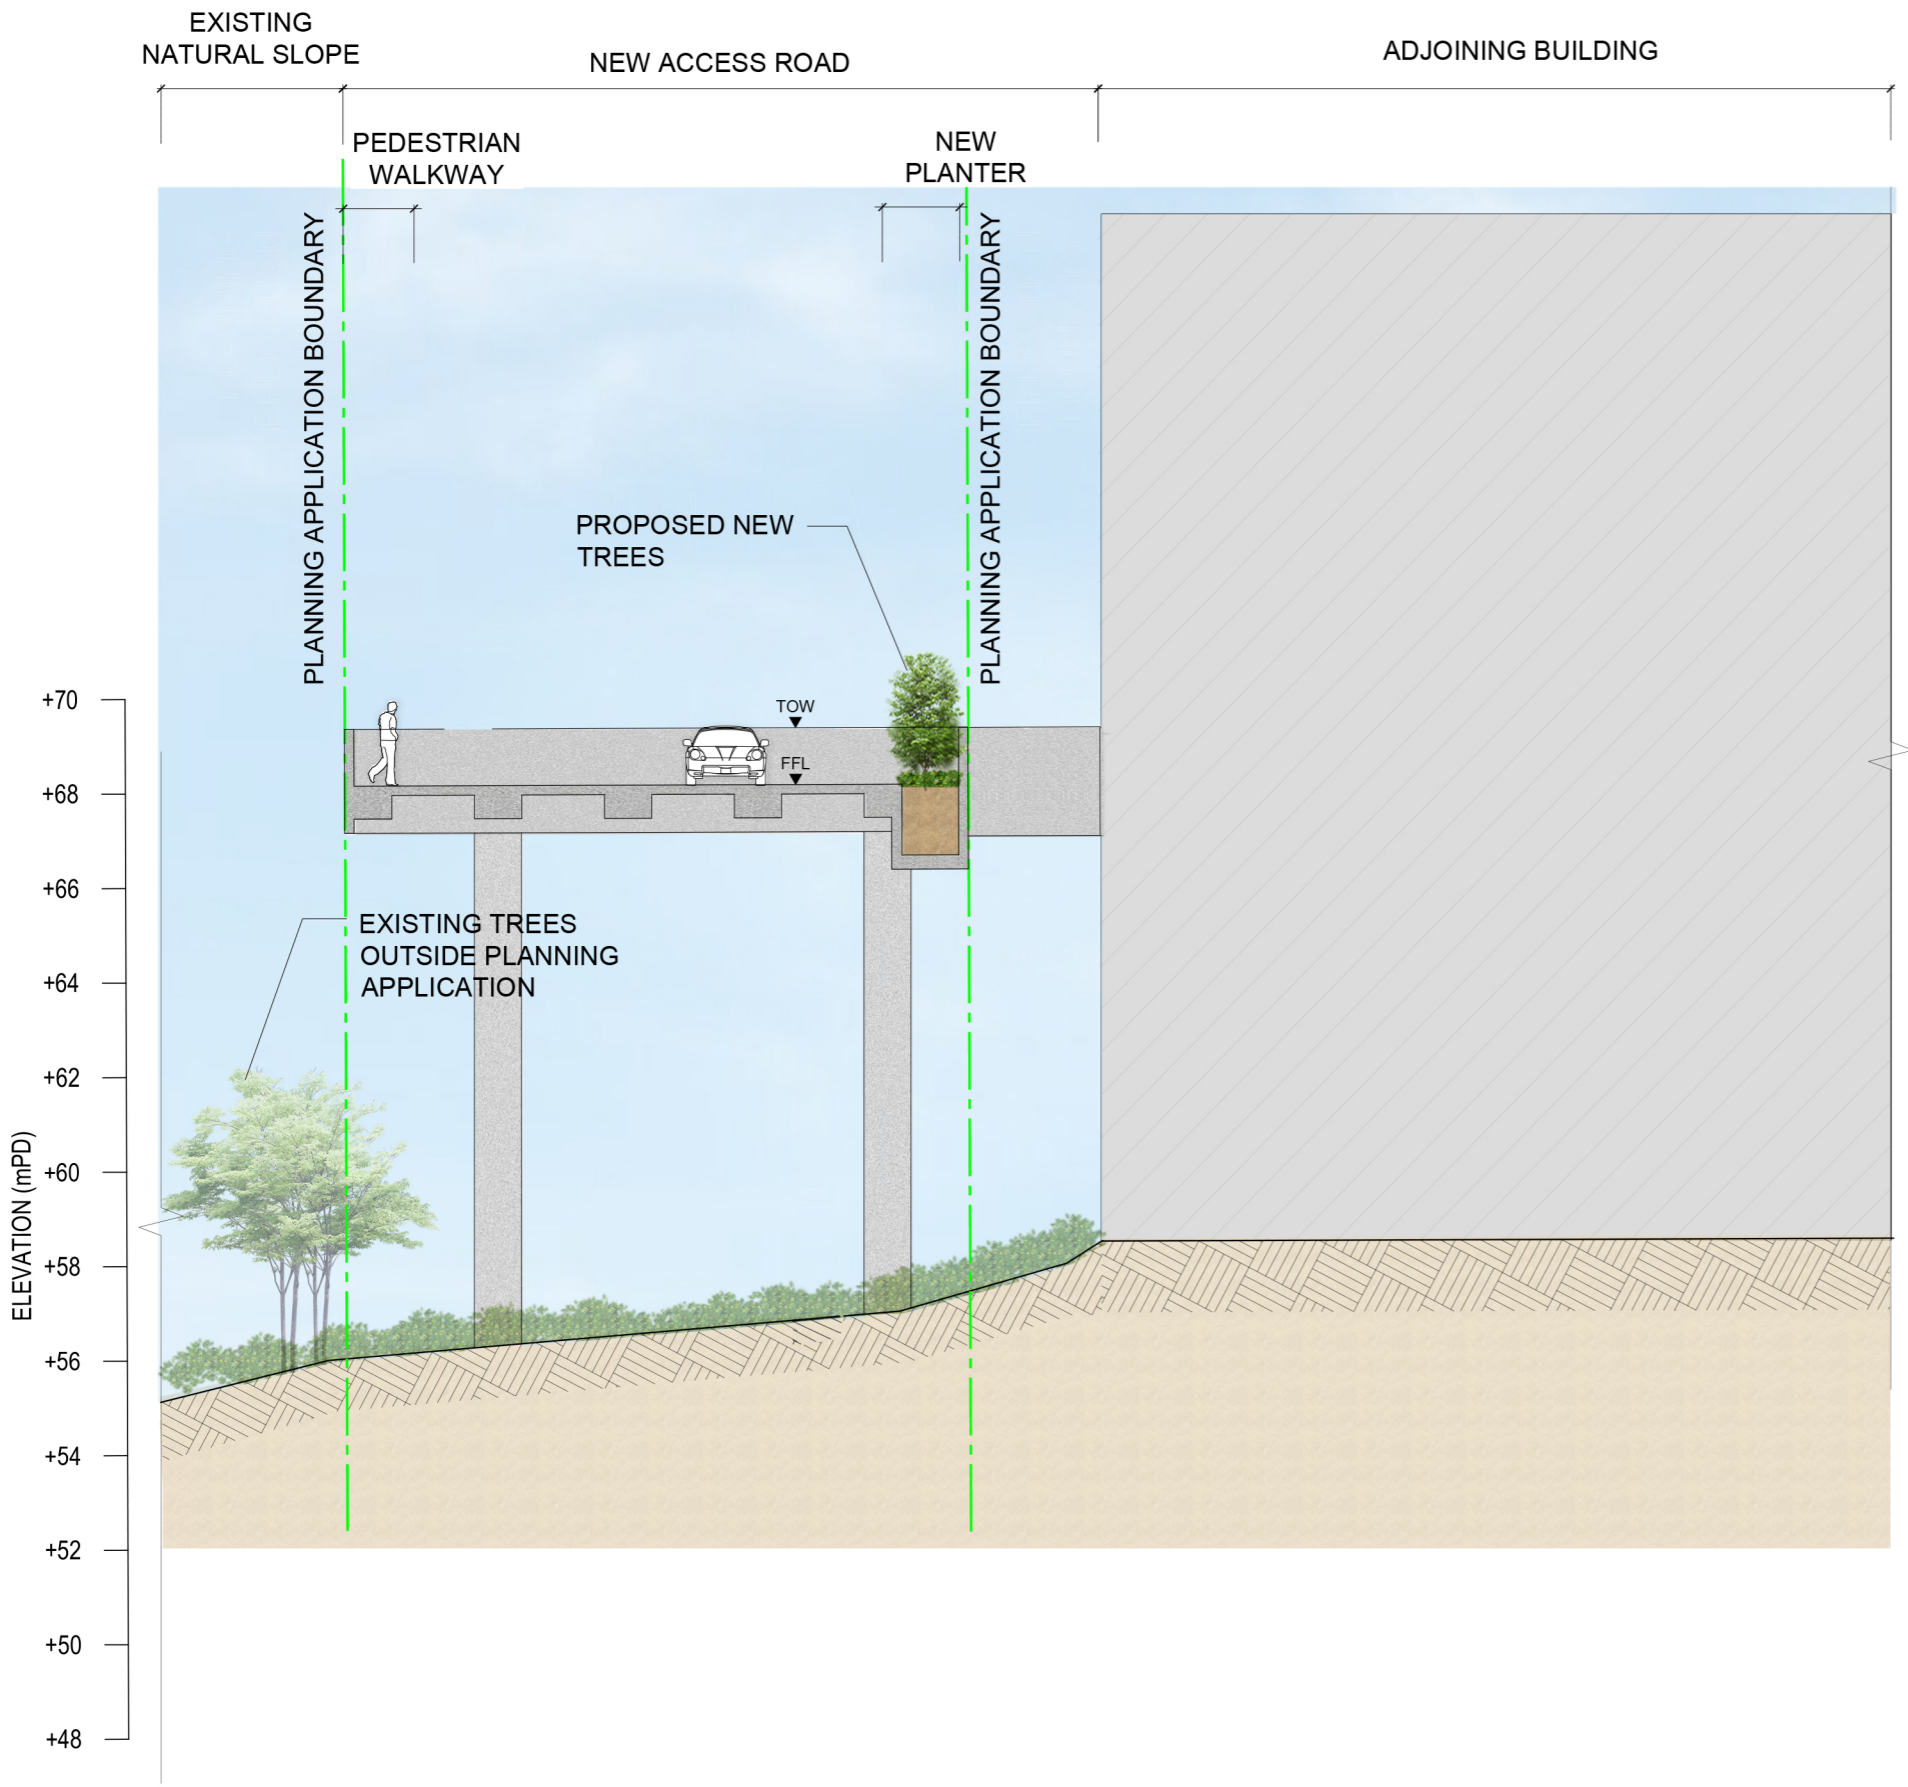 EXISTING
NATURAL SLOPE
NEW ACCESS ROAD
ADJOINING BUILDING
PEDESTRIAN
WALKWAY
NEW
PLANTER
PLANNING APPLICATION BOUNDARY
PLANNING APPLICATION BOUNDARY
PROPOSED NEW
TREES
TOW
FFL
EXISTING TREES
OUTSIDE PLANNING
APPLICATION
ELEVATION (mPD)
+70
+68
+66
+64
+62
+60
+58
+56
+54
+52
+50
+48